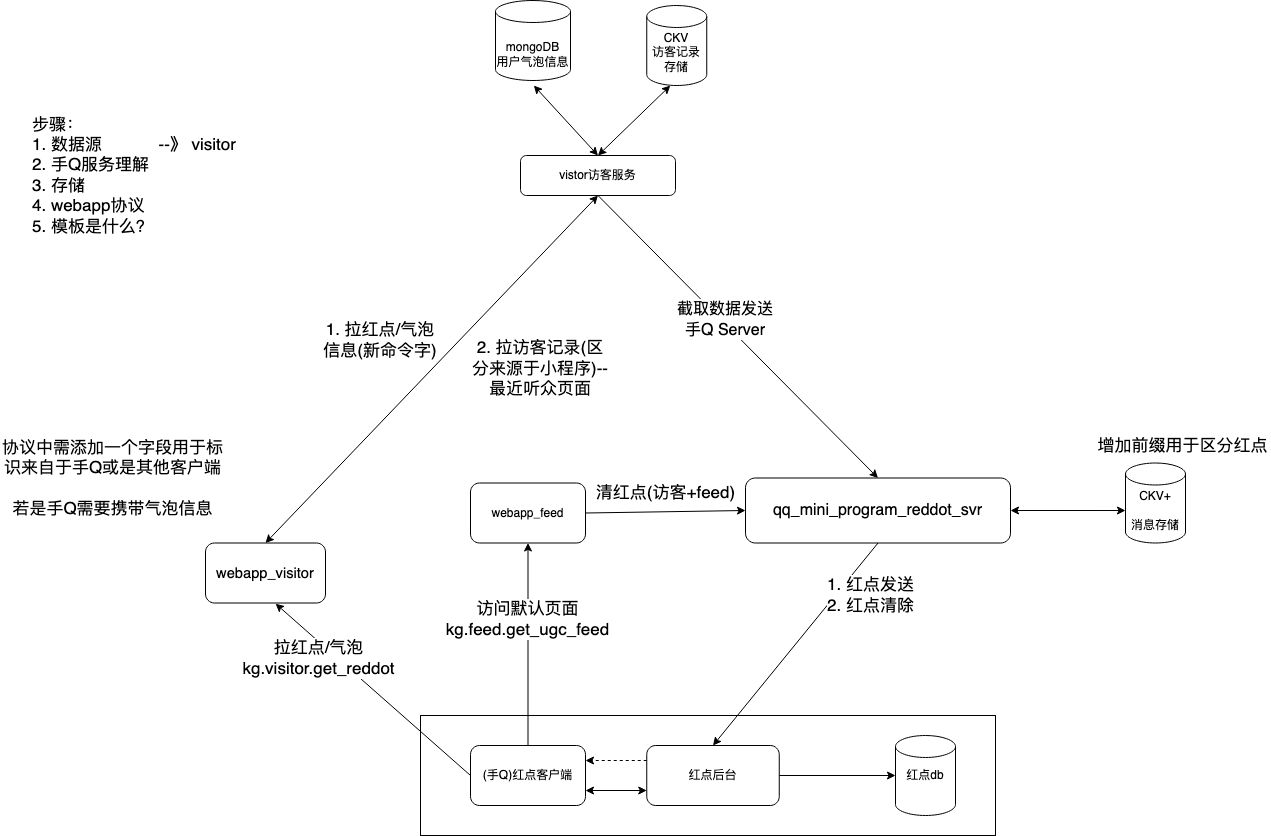 mongoDB
用户气泡信息
CKV
访客记录
存储
步骤：
1. 数据源 --》 visitor
2. 手Q服务理解
3. 存储
4. webapp协议
5. 模板是什么?
vistor访客服务
1. 拉红点/气泡
信息(新命令字)
2. 拉访客记录(区
分来源于小程序)--
最近听众页面
截取数据发送
手Q Server
协议中需添加一个字段用于标
识来自于手Q或是其他客户端
若是手Q需要携带气泡信息
增加前缀用于区分红点
CKV+
消息存储
webapp_feed
清红点(访客+feed)
qq_mini_program_reddot_svr
webapp_visitor
1. 红点发送
2. 红点清除
访问默认页面
kg.feed.get_ugc_feed
拉红点/气泡
kg.visitor.get_reddot
(手Q)红点客户端
红点后台
红点db